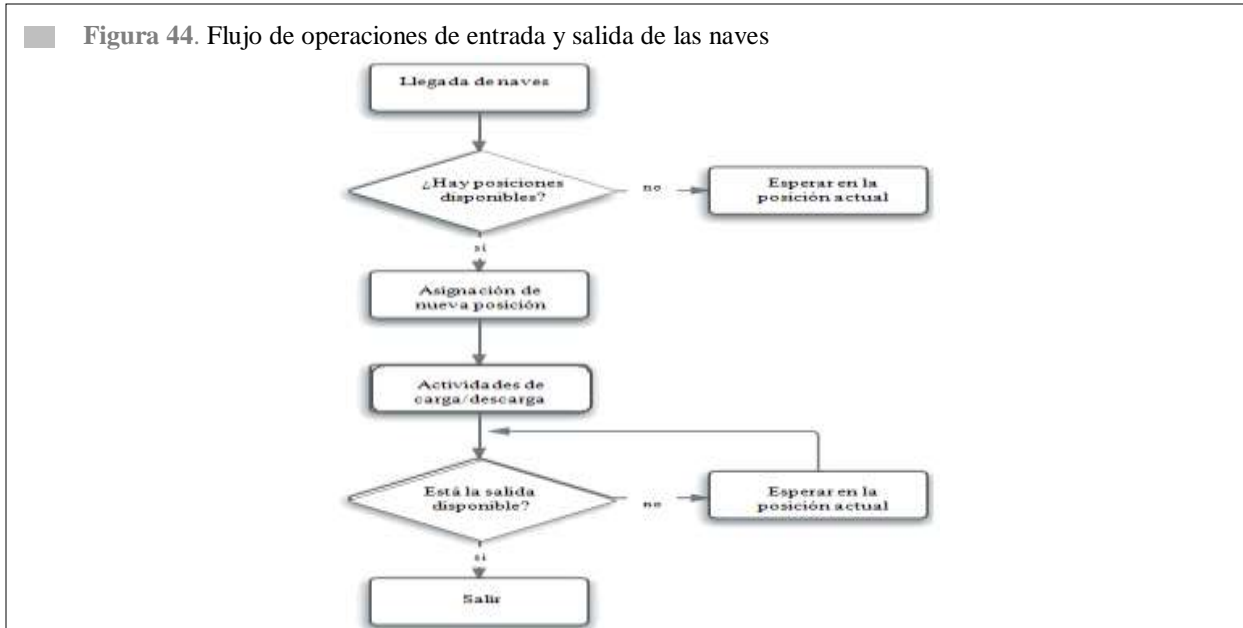 Figura 44. Flujo de operaciones de entrada y salida de las naves
Llegada de naves
¿Hay posiciones
disponibles?
no
Esperar en la
posición actual
si
Asignación de
nueva posición
Actividades de
carga/descarga
Está la salida
disponible?
no
Esperar en la
posición actual
si
Salir